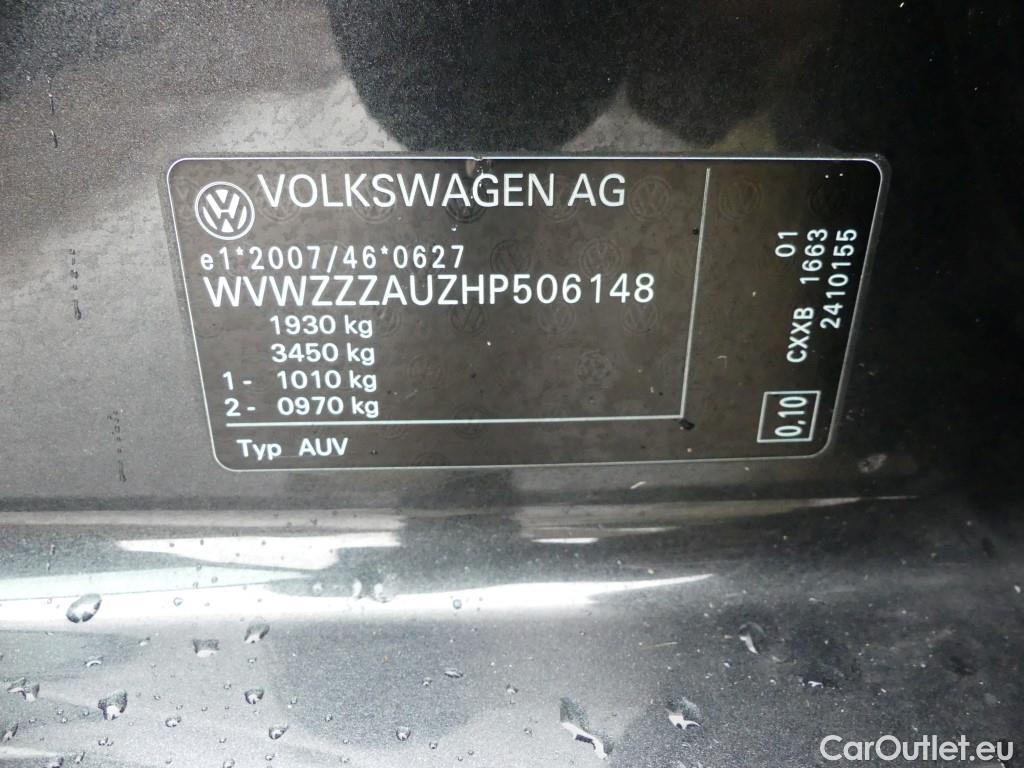 VOLKSWAGEN AG
e1*2007/46*0627
WVWZZZAUZHP506148
1930 kg
3450 kg
1- 1010 kg
2- 0970 kg
Typ AUV
01
CXXB 1663
2410155
0,10
CarOutlet.eu